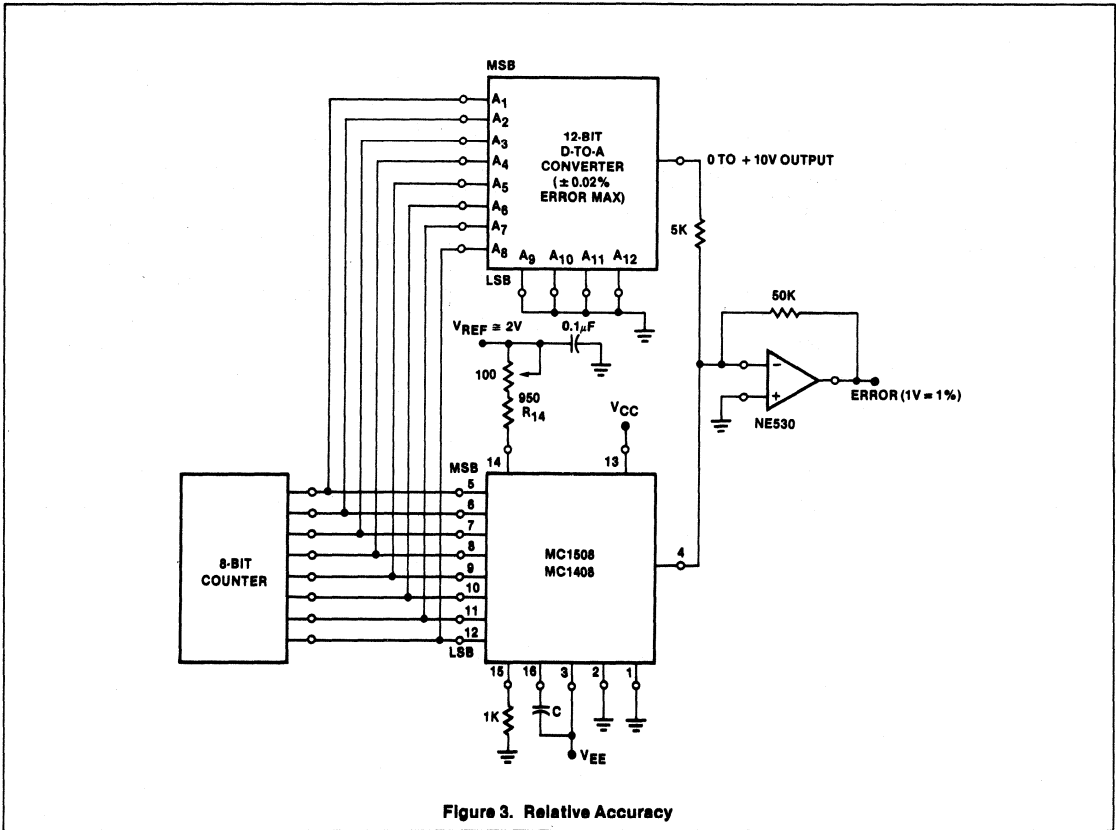 MSB
A1
A2
A3
A4
A5
A6
A7
A8
12-BIT
D-TO-A
CONVERTER
(±0.02%
ERROR MAX)
0 TO +10V OUTPUT
A9 A10 A11 A12
LSB
5K
50K
VREF ≅ 2V
0.1μF
100
950
R14
VCC
−
+
NE530
ERROR (1V = 1%)
14
13
MSB
5
6
7
8
9
10
11
12
LSB
8-BIT
COUNTER
MC1508
MC1408
4
15
16
3
2
1
1K
C
VEE
Figure 3. Relative Accuracy